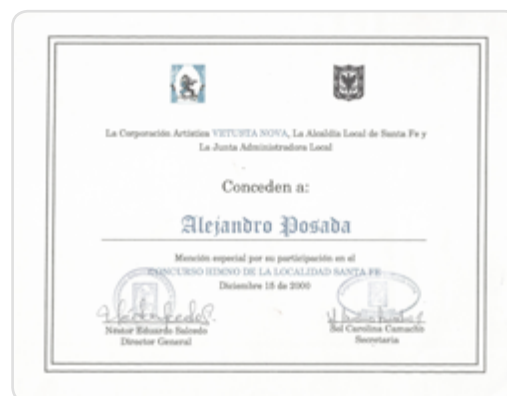 La Corporación Artística VETUSTA NOVA, La Alcaldía Local de Santa Fe y
La Junta Administradora Local
Conceden a:
Alejandro Posada
Mención especial por su participación en el
CONCURSO HIMNO DE LA LOCALIDAD SANTA FE
Diciembre 15 de 2000
Néstor Eduardo Salcedo
Director General
Sol Carolina Camacho
Secretaria